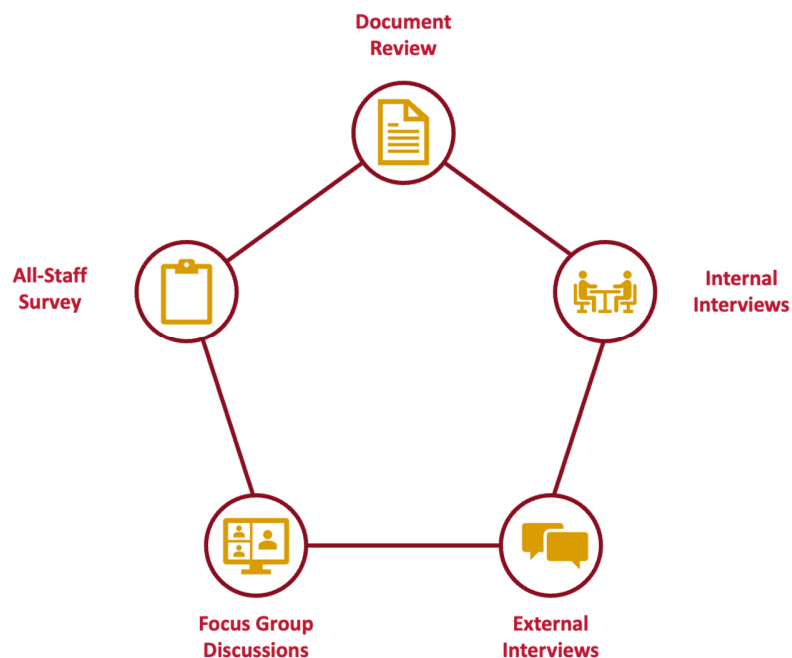 Document
Review
All-Staff
Survey
Internal
Interviews
Focus Group
Discussions
External
Interviews